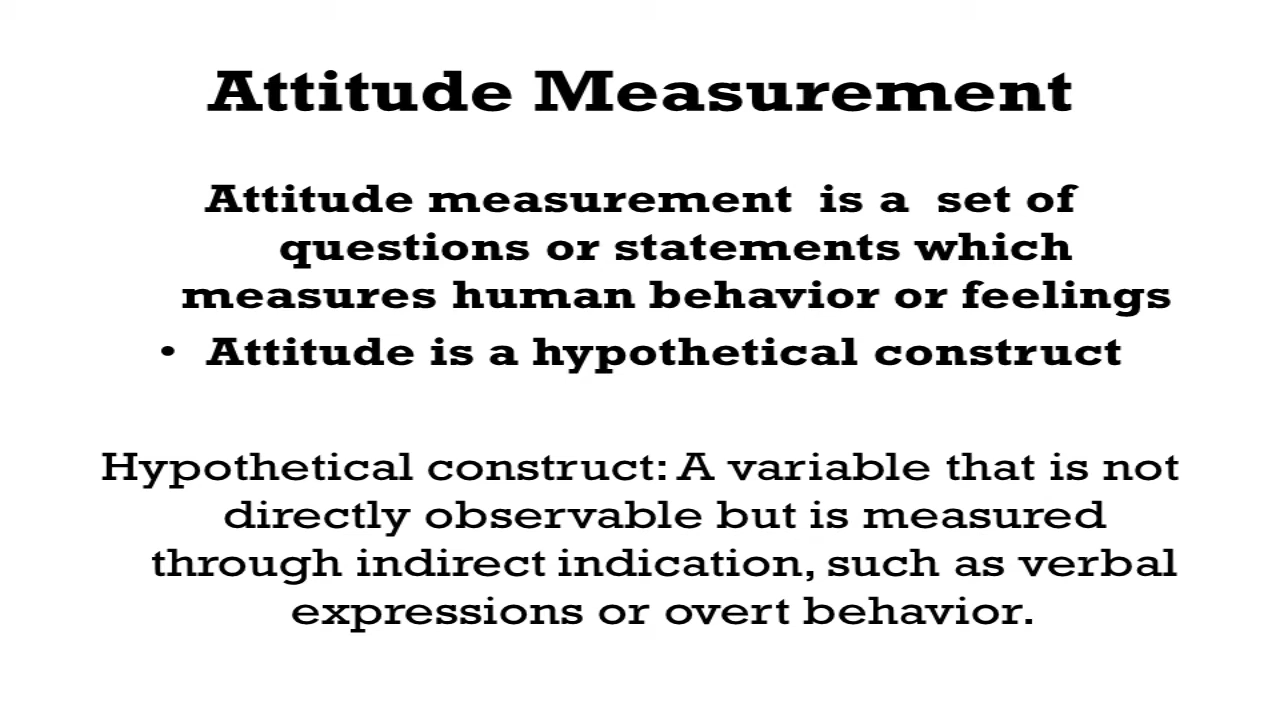 Attitude Measurement
Attitude measurement is a set of
questions or statements which
measures human behavior or feelings
• Attitude is a hypothetical construct
Hypothetical construct: A variable that is not
directly observable but is measured
through indirect indication, such as verbal
expressions or overt behavior.